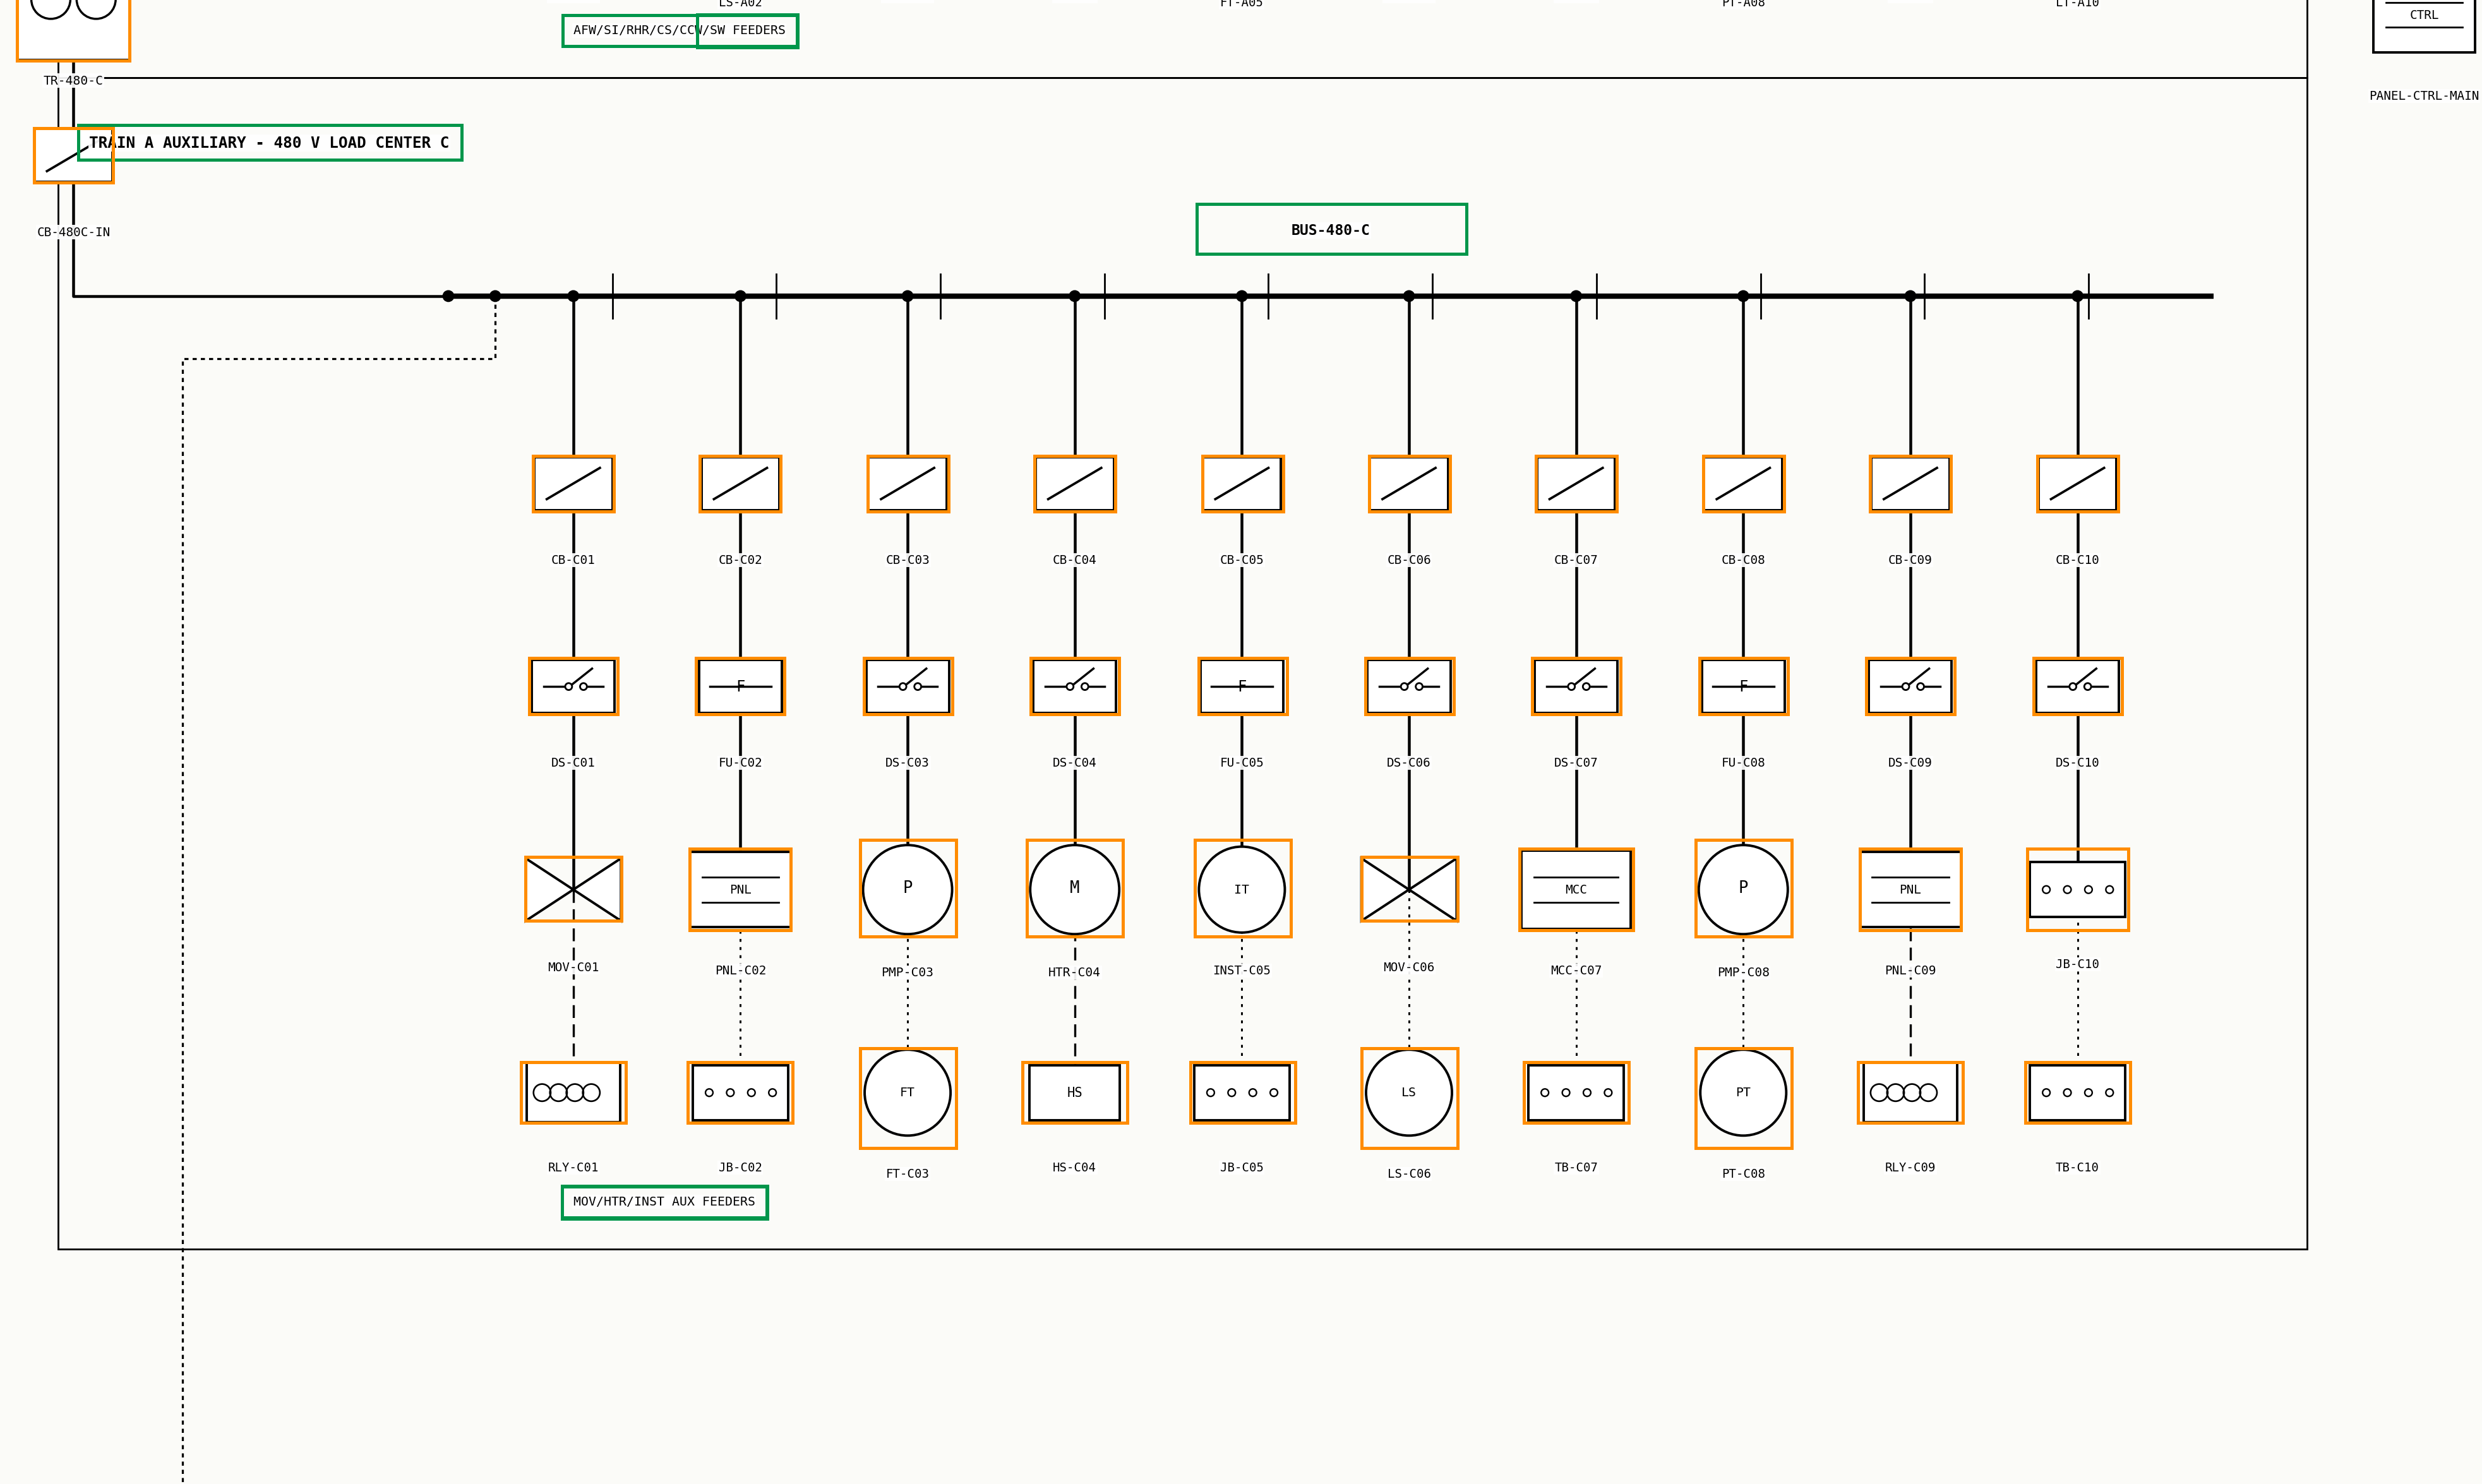 LS-A02 FT-A05 PT-A08 LT-A10
CTRL
AFW/SI/RHR/CS/CCW/SW FEEDERS
TR-480-C
PANEL-CTRL-MAIN
TRAIN A AUXILIARY - 480 V LOAD CENTER C
CB-480C-IN
BUS-480-C
CB-C01 CB-C02 CB-C03 CB-C04 CB-C05 CB-C06 CB-C07 CB-C08 CB-C09 CB-C10
F F F
DS-C01 FU-C02 DS-C03 DS-C04 FU-C05 DS-C06 DS-C07 FU-C08 DS-C09 DS-C10
PNL P M IT MCC P PNL
MOV-C01 PNL-C02 PMP-C03 HTR-C04 INST-C05 MOV-C06 MCC-C07 PMP-C08 PNL-C09 JB-C10
FT HS LS PT
RLY-C01 JB-C02 FT-C03 HS-C04 JB-C05 LS-C06 TB-C07 PT-C08 RLY-C09 TB-C10
MOV/HTR/INST AUX FEEDERS